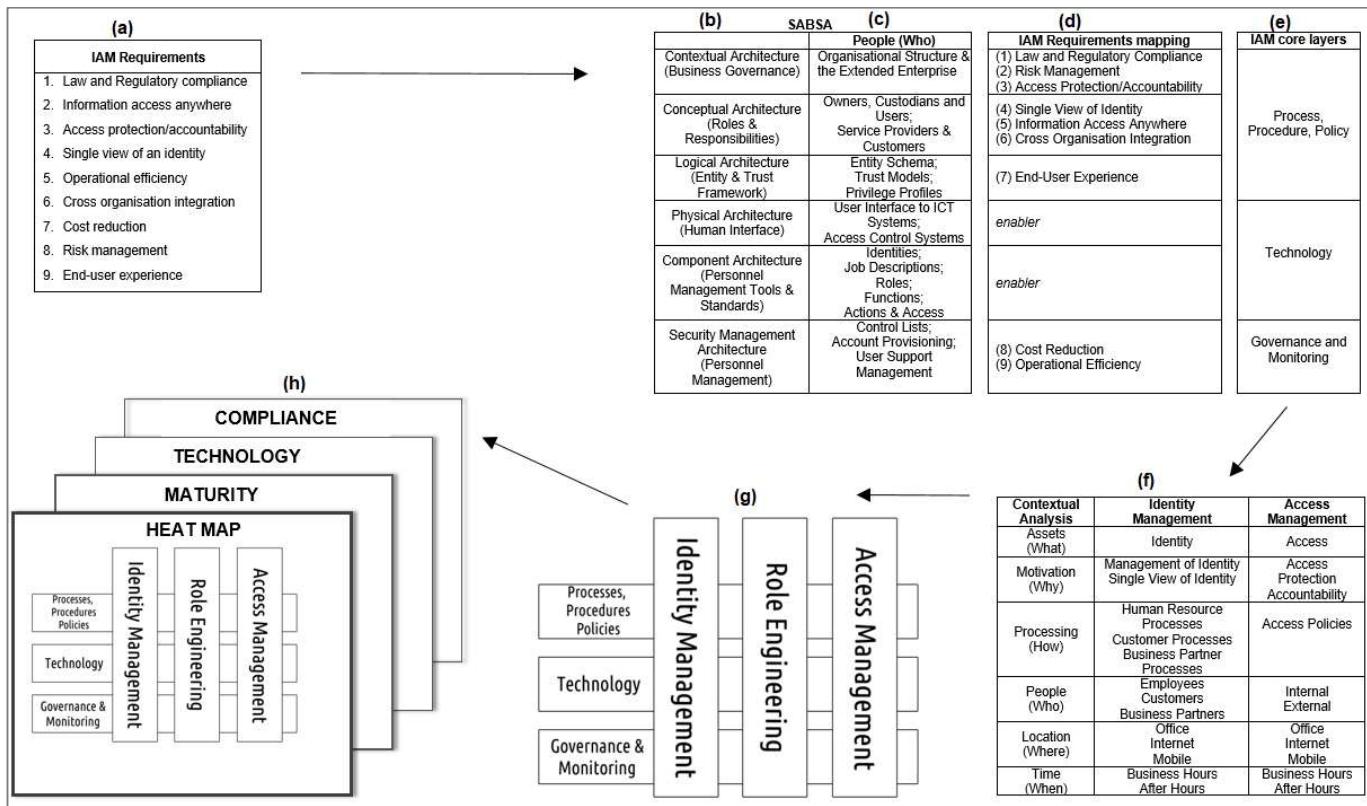 (a)
IAM Requirements
1. Law and Regulatory compliance
2. Information access anywhere
3. Access protection/accountability
4. Single view of an identity
5. Operational efficiency
6. Cross organisation integration
7. Cost reduction
8. Risk management
9. End-user experience
(b)
SABSA
(c)
People (Who)
Contextual Architecture
(Business Governance)
Organisational Structure &
the Extended Enterprise
Conceptual Architecture
(Roles &
Responsibilities)
Owners, Custodians and
Users;
Service Providers &
Customers
Logical Architecture
(Entity & Trust
Framework)
Entity Schema;
Trust Models;
Privilege Profiles
Physical Architecture
(Human Interface)
User Interface to ICT
Systems;
Access Control Systems
Component Architecture
(Personnel
Management Tools &
Standards)
Identities;
Job Descriptions;
Roles;
Functions;
Actions & Access
Security Management
Architecture
(Personnel
Management)
Control Lists;
Account Provisioning;
User Support
Management
(d)
IAM Requirements mapping
(1) Law and Regulatory Compliance
(2) Risk Management
(3) Access Protection/Accountability
(4) Single View of Identity
(5) Information Access Anywhere
(6) Cross Organisation Integration
(7) End-User Experience
enabler
enabler
(8) Cost Reduction
(9) Operational Efficiency
(e)
IAM core layers
Process,
Procedure, Policy
Technology
Governance and
Monitoring
(f)
Contextual
Analysis
Identity
Management
Access
Management
Assets
(What)
Identity
Access
Motivation
(Why)
Management of Identity
Single View of Identity
Access
Protection
Accountability
Processing
(How)
Human Resource
Processes
Customer Processes
Business Partner
Processes
Access Policies
People
(Who)
Employees
Customers
Business Partners
Internal
External
Location
(Where)
Office
Internet
Mobile
Office
Internet
Mobile
Time
(When)
Business Hours
After Hours
Business Hours
After Hours
(g)
Processes,
Procedures
Policies
Technology
Governance &
Monitoring
Identity Management
Role Engineering
Access Management
(h)
COMPLIANCE
TECHNOLOGY
MATURITY
HEAT MAP
Processes,
Procedures
Policies
Technology
Governance &
Monitoring
Identity Management
Role Engineering
Access Management